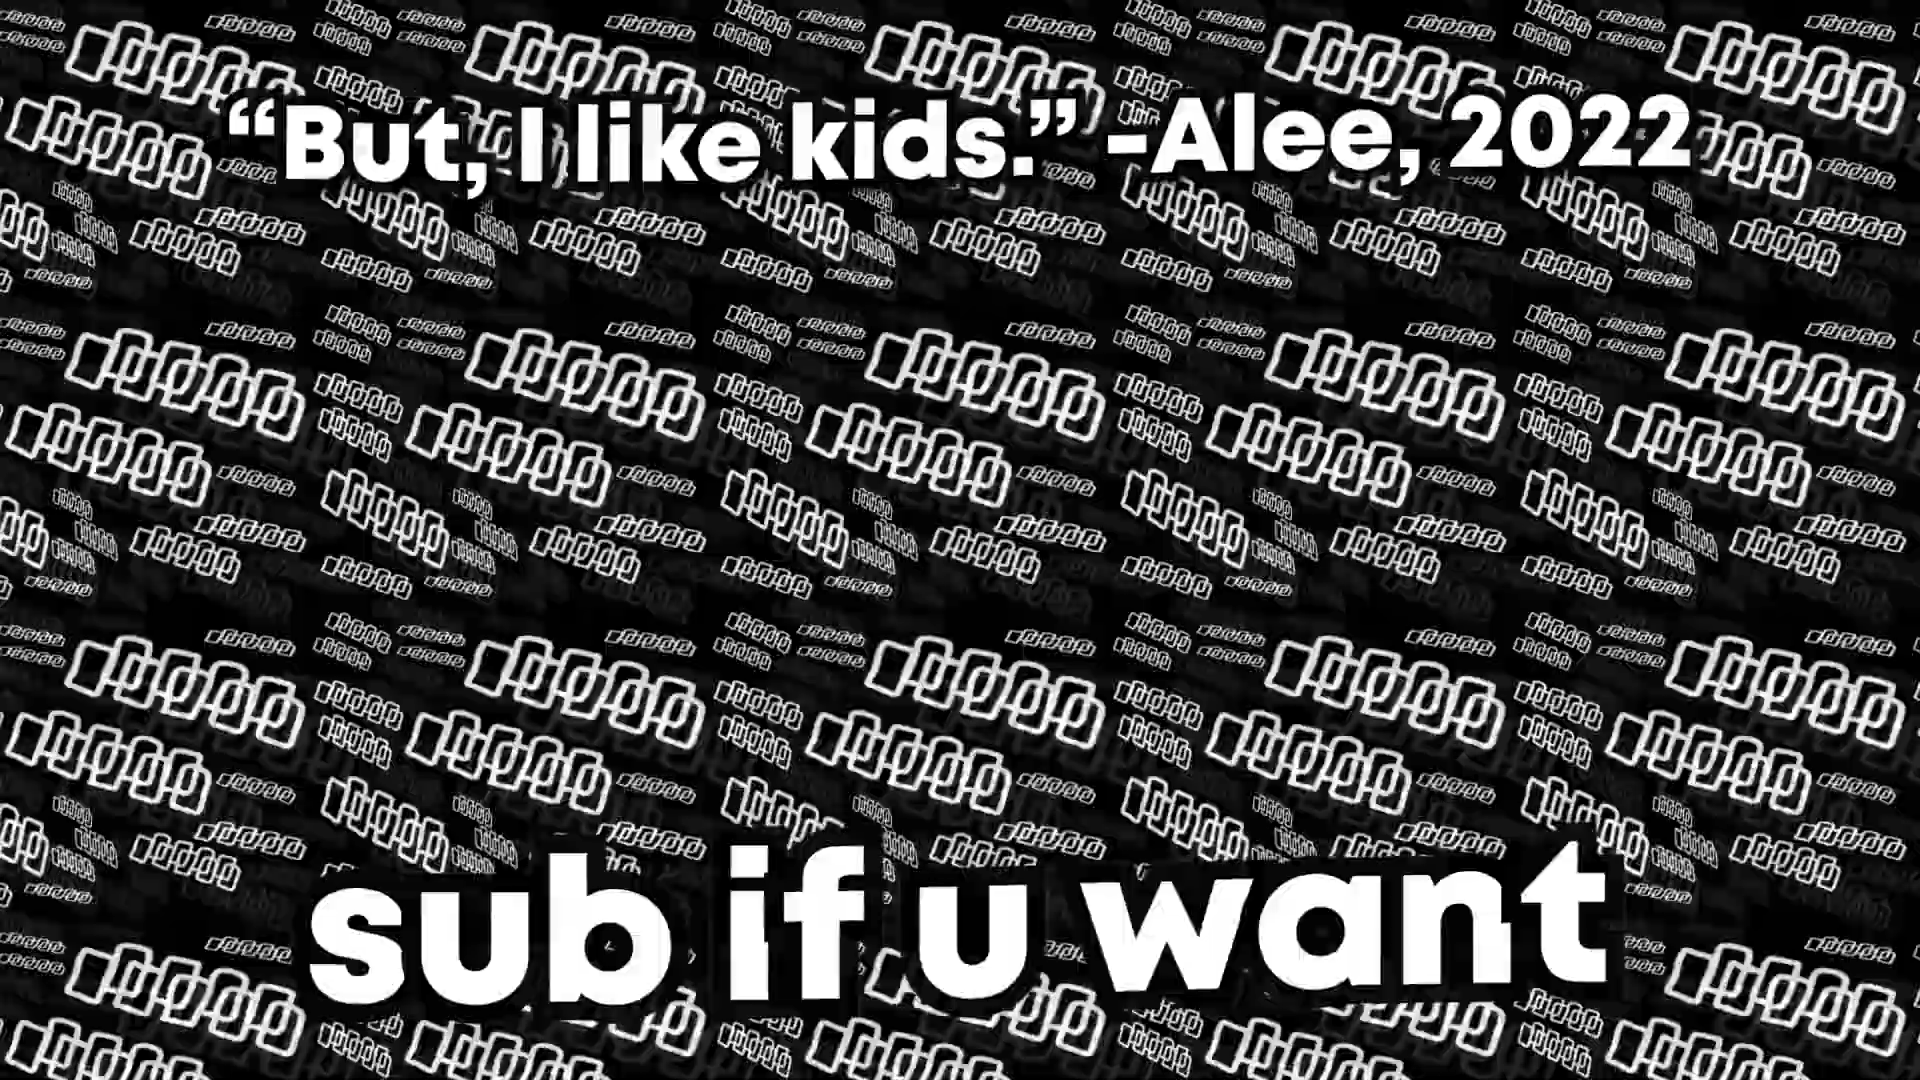 “But, I like kids.” -Alee, 2022
sub if u want